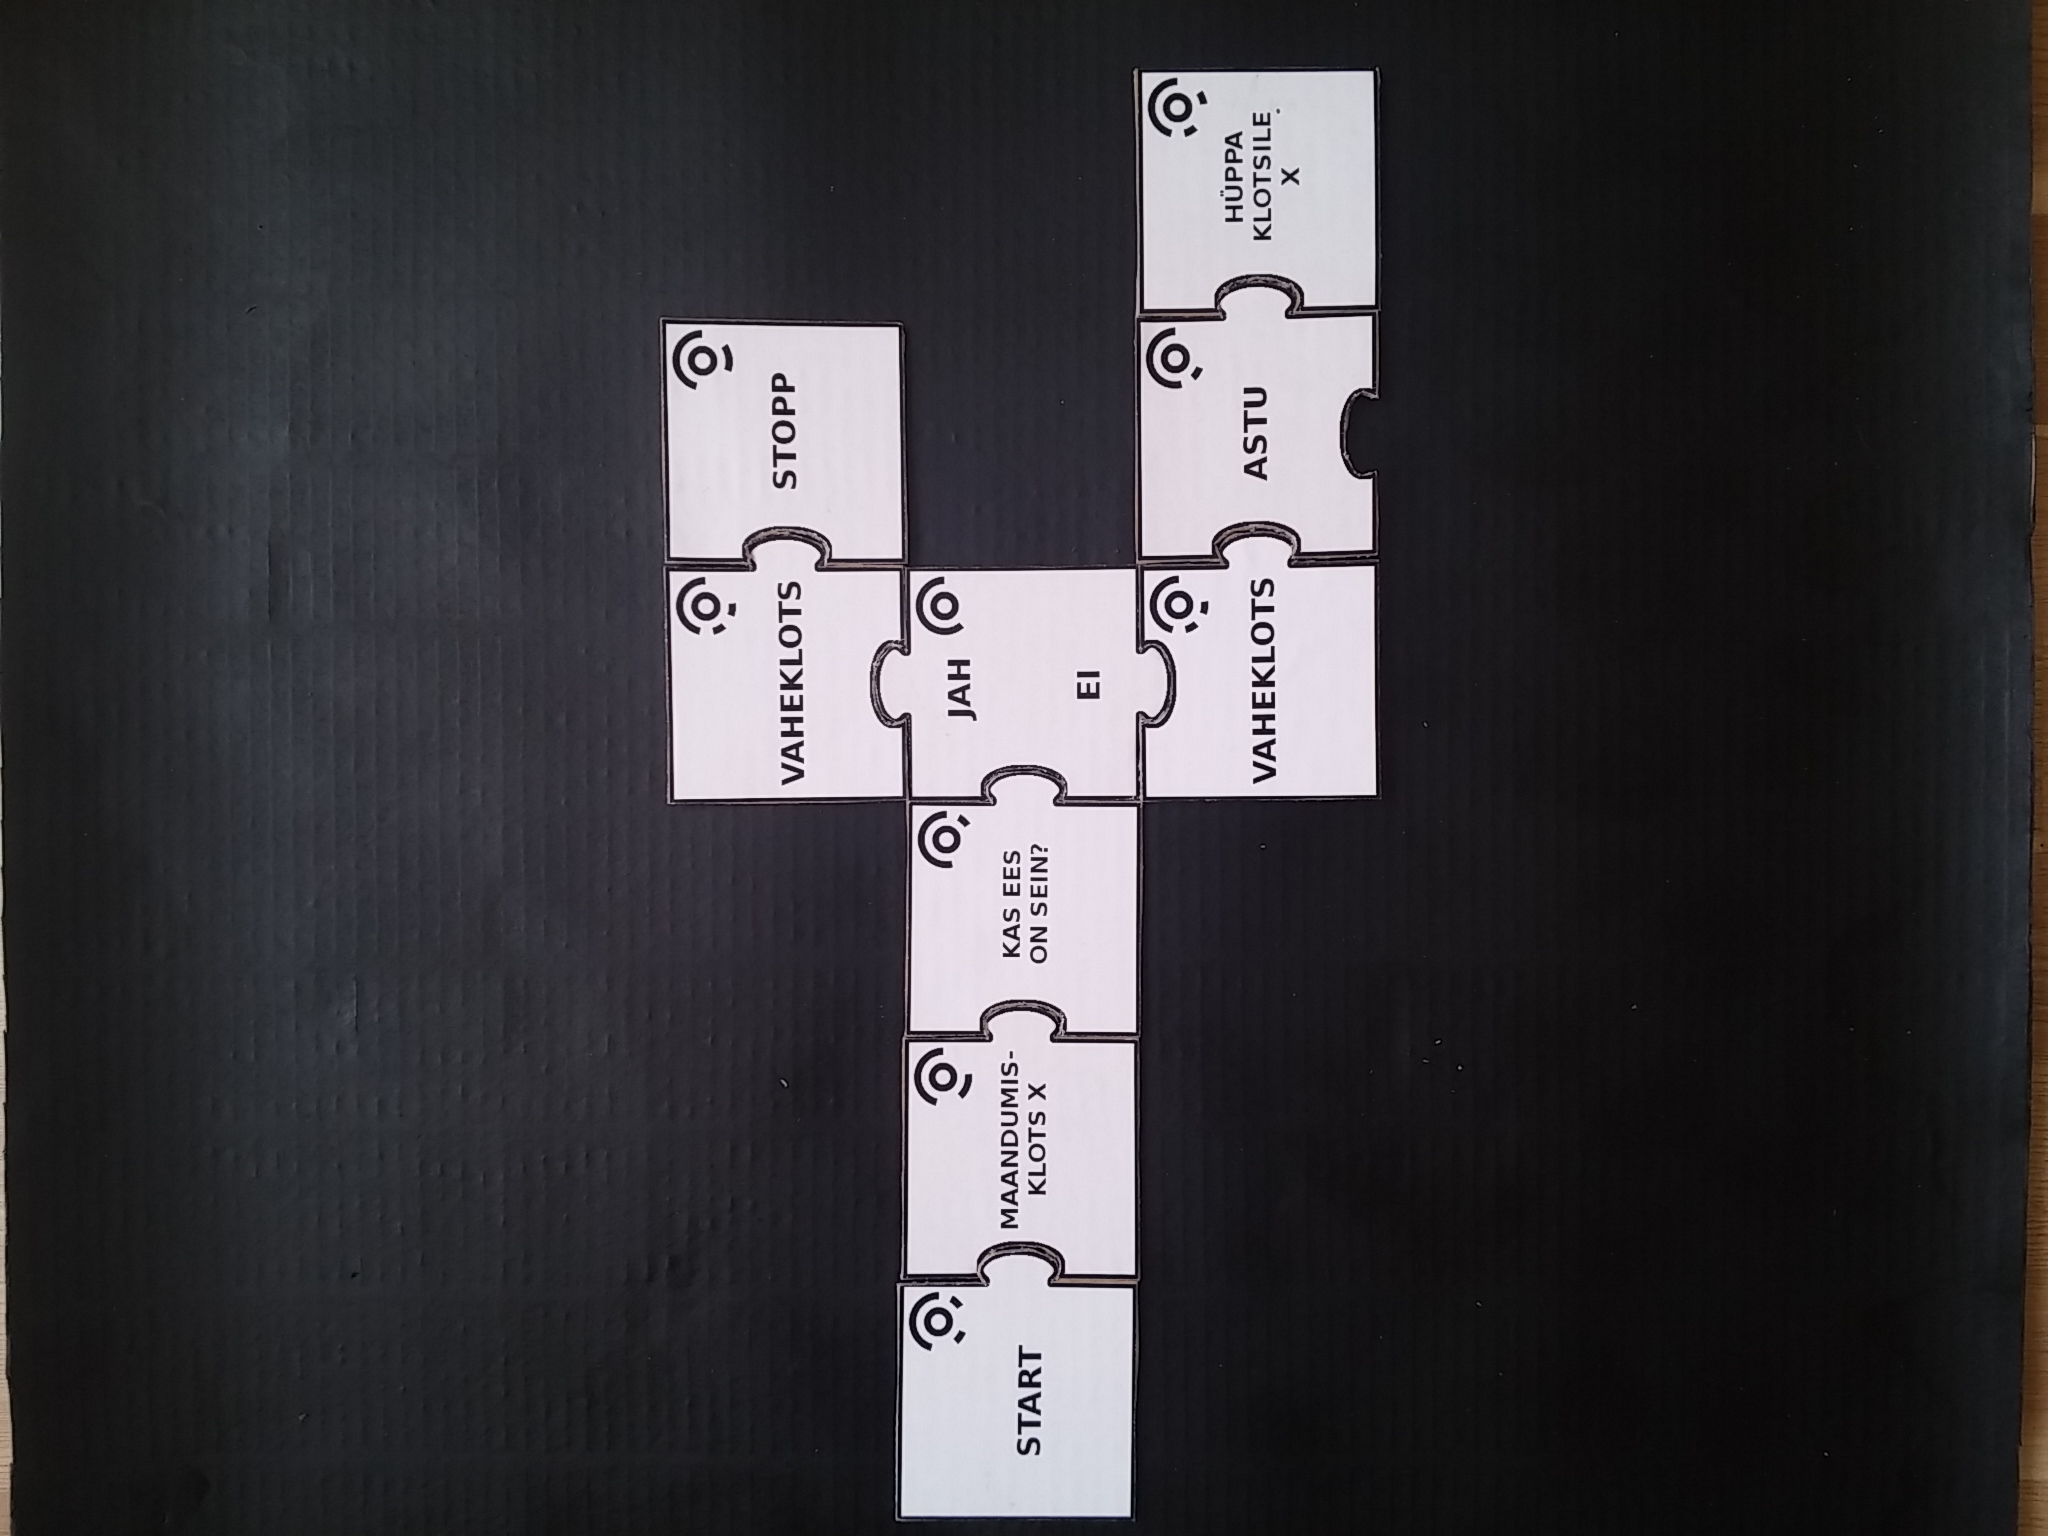 VAHEKLOTS
STOPP
START
MAANDUMIS-
KLOTS X
KAS EES
ON SEIN?
JAH
EI
VAHEKLOTS
ASTU
HÜPPA
KLOTSILE
X